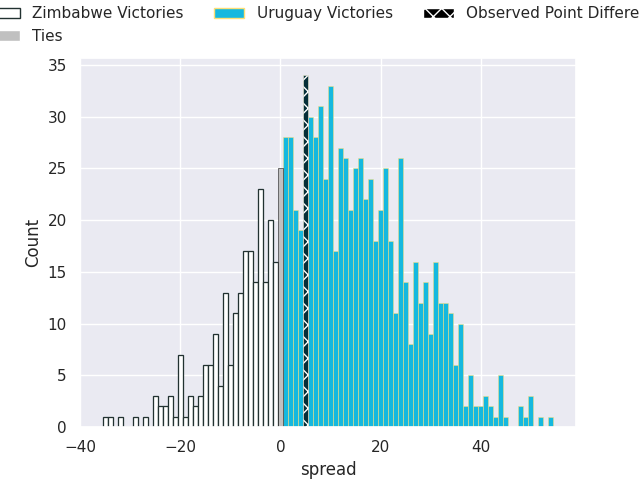 Zimbabwe Victories
Uruguay Victories
Observed Point Differe
Ties
35
30
25
20
15
10
5
0
Count
−40
−20
0
20
40
spread